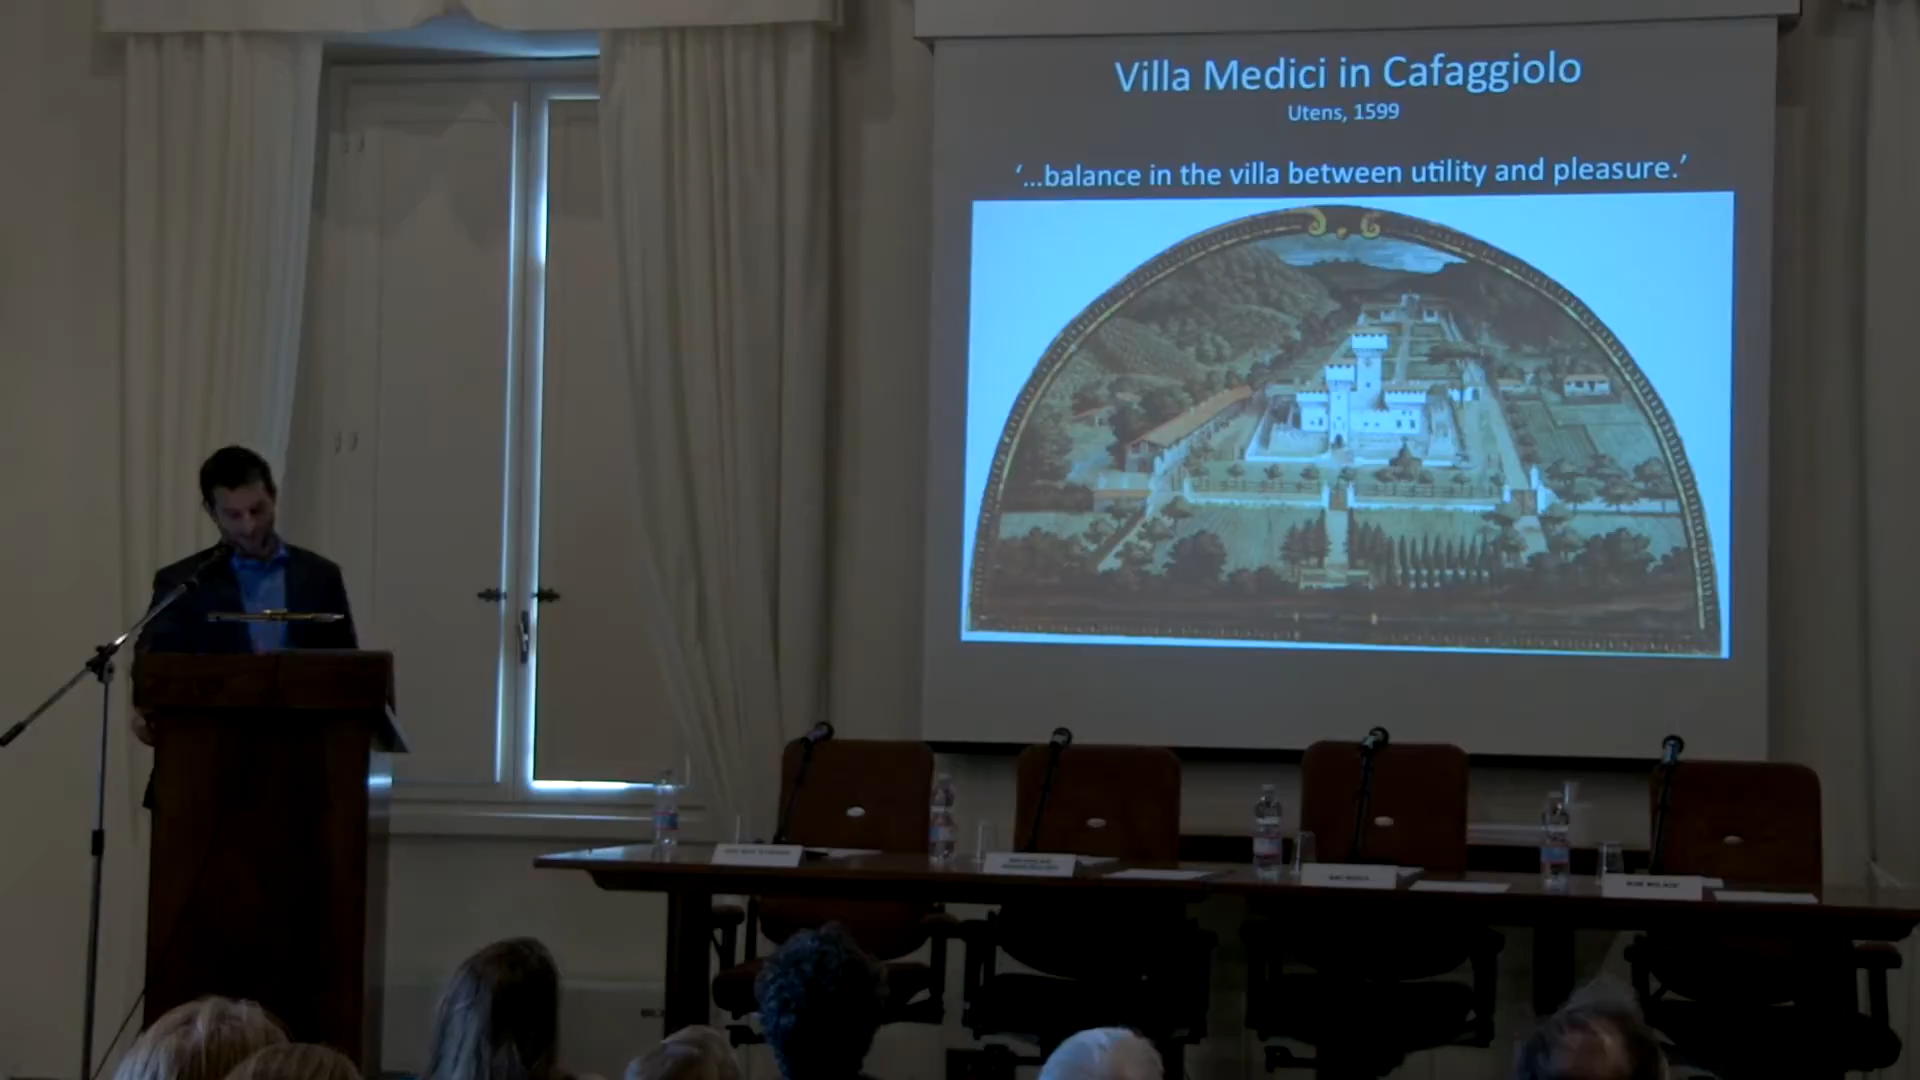 Villa Medici in Cafaggiolo
Utens, 1599
‘...balance in the villa between utility and pleasure.’